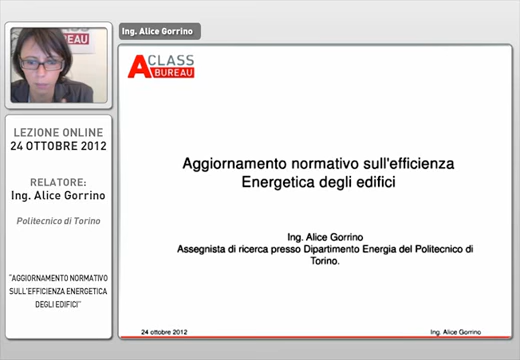 Ing. Alice Gorrino
BUREAU
LEZIONE ONLINE
24 OTTOBRE 2012
RELATORE:
Ing. Alice Gorrino
Politecnico di Torino
"AGGIORNAMENTO NORMATIVO
SULL'EFFICIENZA ENERGETICA
DEGLI EDIFICI"
A CLASS
BUREAU
Aggiornamento normativo sull'efficienza
Energetica degli edifici
Ing. Alice Gorrino
Assegnista di ricerca presso Dipartimento Energia del Politecnico di
Torino.
24 ottobre 2012
Ing. Alice Gorrino